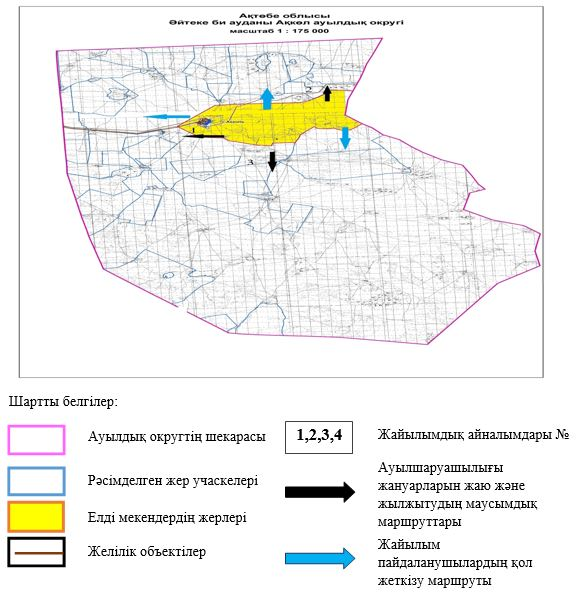 Ақтөбе облысы
Әйтеке би ауданы Ақкөл ауылдық округі
масштаб 1 : 175 000
2
1
3
Шартты белгілер:
Ауылдық округтің шекарасы
Рәсімделген жер учаскелері
Елді мекендердің жерлері
Желілік объектілер
1,2,3,4
Жайылымдық айналымдары №
Ауылшаруашылығы
жануарларын жаю және
жылжытудың маусымдық
маршруттары
Жайылым
пайдаланушылардың қол
жеткізу маршруты